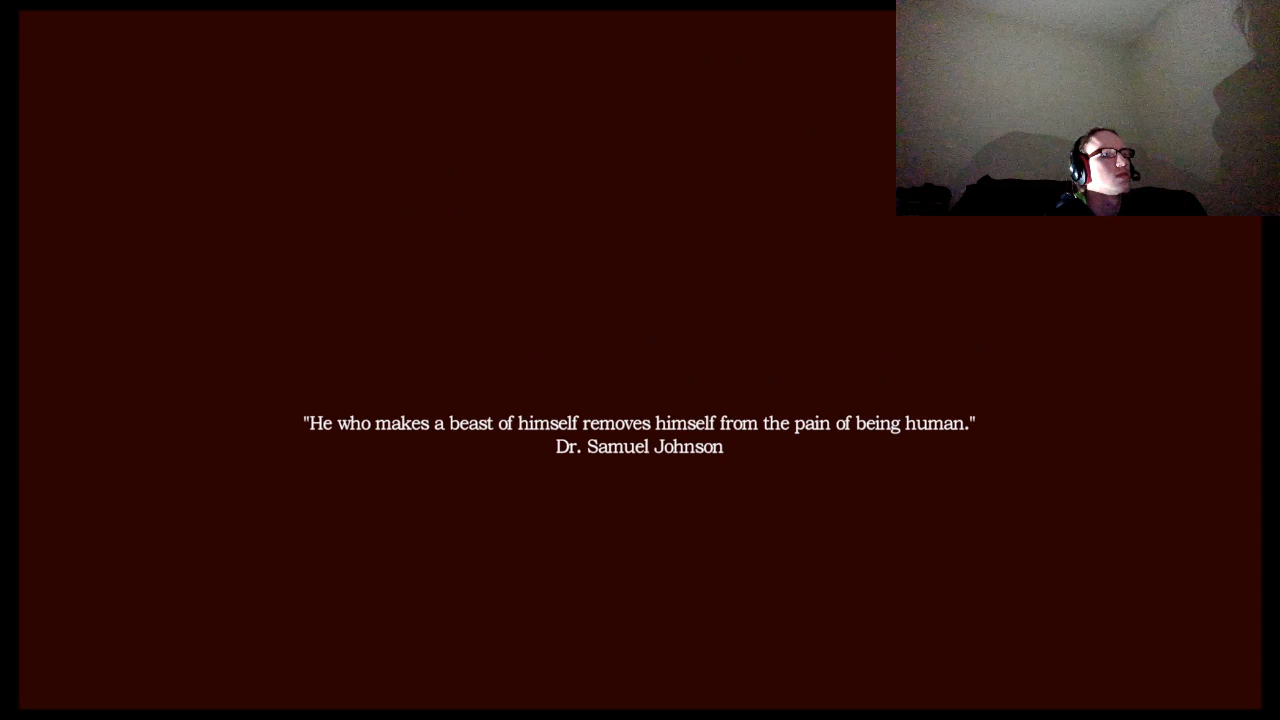 "He who makes a beast of himself removes himself from the pain of being human."
Dr. Samuel Johnson